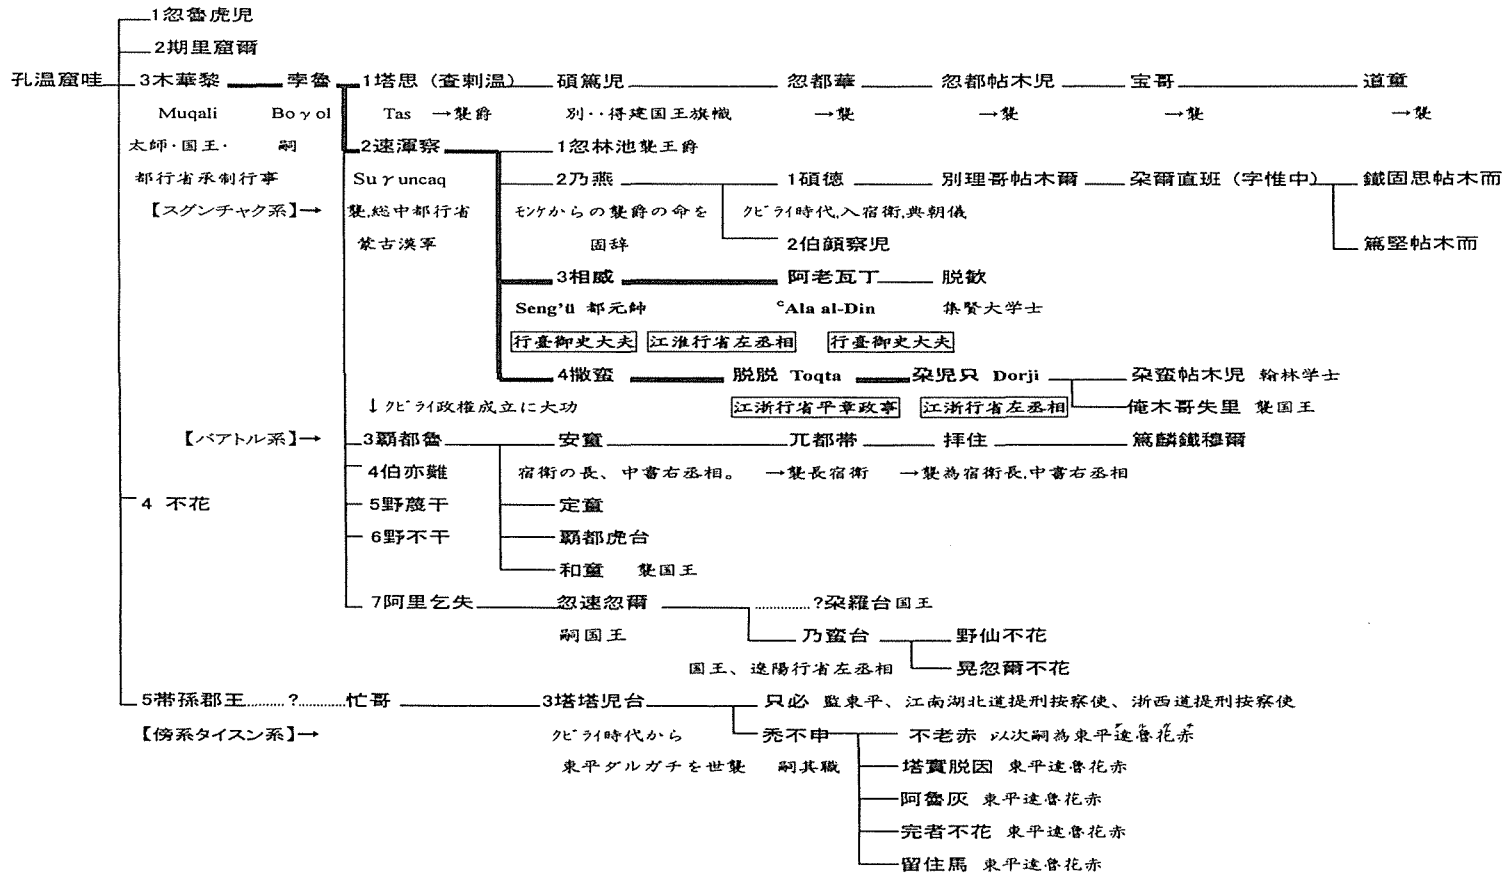 1忽魯虎児
2期里窟爾
孔温窟哇 3木華黎 孛魯 1塔思（査剌温） 碩篤児 忽都華 忽都帖木児 宝哥 道童
Muqali Boγol Tas →襲爵 別‥得建国王旗幟 →襲 →襲 →襲 →襲
太師・国王・ 嗣 2速渾察 1忽林池襲王爵
都行省承制行事 Suγuncaq 2乃燕 1碩徳 別理哥帖木爾 朶爾直班（字惟中） 鐵固思帖木而
【スグンチャク系】→ 襲,総中都行省 ﾓﾝｹからの襲爵の命を ｸﾋﾞﾗｲ時代,入宿衛,典朝儀
蒙古漢軍 固辞 2伯顔察児 篤堅帖木而
3相威 阿老瓦丁 脱歓
Seng'ü 都元帥 ᶜAla al-Din 集賢大学士
行臺御史大夫 江淮行省左丞相 行臺御史大夫
4撒蛮 脱脱 Toqta 朶児只 Dorji 朶蛮帖木児 翰林学士
↓ｸﾋﾞﾗｲ政権成立に大功 江浙行省平章政事 江浙行省左丞相 俺木哥失里 襲国王
【バアトル系】→ 3覇都魯 安童 兀都帯 拝住 篤麟鐵穆爾
4伯亦難 宿衛の長、中書右丞相。 →襲長宿衛 →襲為宿衛長,中書右丞相
4 不花 5野蔑干 定童
6野不干 覇都虎台
和童 襲国王
7阿里乞失 忽速忽爾 ..............?朶羅台国王
嗣国王 乃蛮台 野仙不花
国王、遼陽行省左丞相 晃忽爾不花
5帯孫郡王..........?............忙哥 3塔塔児台 只必 監東平、江南湖北道提刑按察使、浙西道提刑按察使
【傍系タイスン系】→ ｸﾋﾞﾗｲ時代から 禿不申 不老赤 以次嗣為東平達魯花赤
東平ダルガチを世襲 嗣其職 塔實脱因 東平達魯花赤
阿魯灰 東平達魯花赤
完者不花 東平達魯花赤
留住馬 東平達魯花赤